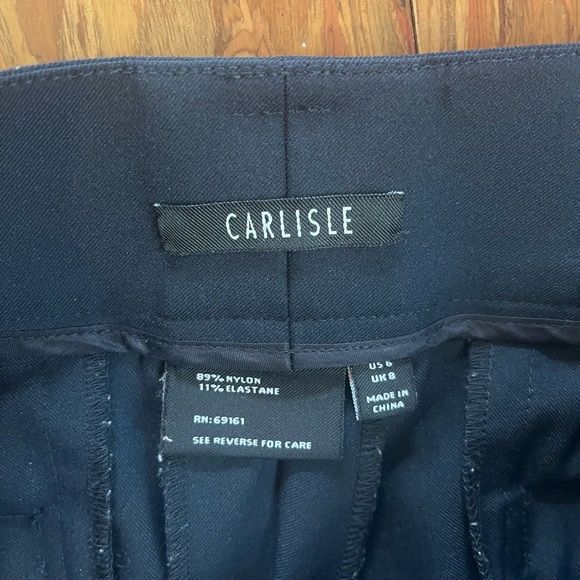 CARLISLE
89% NYLON
11% ELASTANE
RN: 69161
SEE REVERSE FOR CARE
US 6
UK 8
MADE IN
CHINA